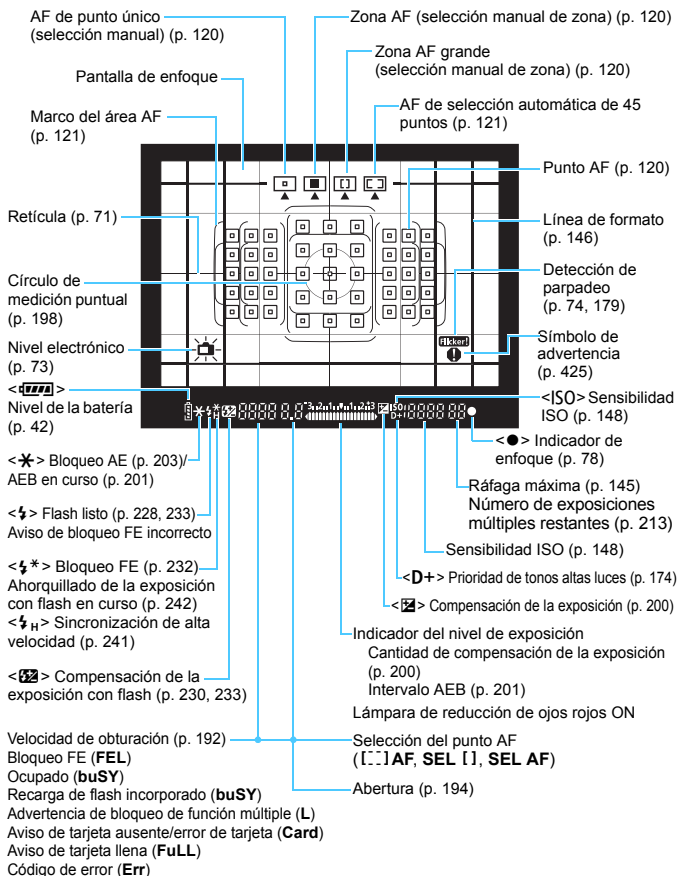 AF de punto único
(selección manual) (p. 120)
Zona AF (selección manual de zona) (p. 120)
Zona AF grande
(selección manual de zona) (p. 120)
Pantalla de enfoque
AF de selección automática de 45
puntos (p. 121)
Marco del área AF
(p. 121)
Punto AF (p. 120)
Retícula (p. 71)
Línea de formato
(p. 146)
Círculo de
medición puntual
(p. 198)
Detección de
parpadeo
(p. 74, 179)
Flicker!
Nivel electrónico
(p. 73)
Símbolo de
advertencia
(p. 425)
< >
Nivel de la batería
(p. 42)
3..2..1..▪..1..2..3
ISO
D+
<ISO> Sensibilidad
ISO (p. 148)
<●> Indicador de
enfoque (p. 78)
<✱> Bloqueo AE (p. 203)/
AEB en curso (p. 201)
Ráfaga máxima (p. 145)
Número de exposiciones
múltiples restantes (p. 213)
<⚡> Flash listo (p. 228, 233)
Aviso de bloqueo FE incorrecto
Sensibilidad ISO (p. 148)
<⚡*> Bloqueo FE (p. 232)
Ahorquillado de la exposición
con flash en curso (p. 242)
<⚡H> Sincronización de alta
velocidad (p. 241)
<D+> Prioridad de tonos altas luces (p. 174)
< > Compensación de la exposición (p. 200)
< > Compensación de la
exposición con flash (p. 230, 233)
Indicador del nivel de exposición
Cantidad de compensación de la exposición
(p. 200)
Intervalo AEB (p. 201)
Lámpara de reducción de ojos rojos ON
Velocidad de obturación (p. 192)
Bloqueo FE (FEL)
Ocupado (buSY)
Recarga de flash incorporado (buSY)
Advertencia de bloqueo de función múltiple (L)
Aviso de tarjeta ausente/error de tarjeta (Card)
Aviso de tarjeta llena (FuLL)
Código de error (Err)
Selección del punto AF
([ ] AF, SEL [ ], SEL AF)
Abertura (p. 194)